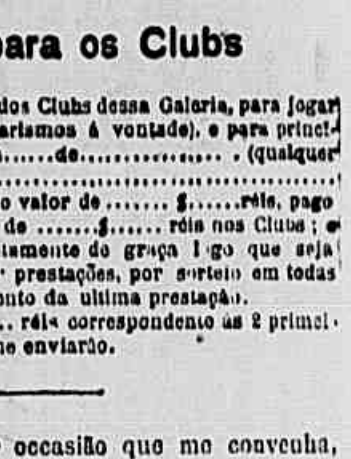 para os Clubs
dos Clubs dessa Galeria, para jogar
arismos á vontade), e para princi-
......de............... . (qualquer
........................................
o valor de ....... $......réis, pago
de .......$...... réis nos Clubs ; e
tamente de graça l go que seja
prestações, por sorteio em todas
ento da ultima prestação.
.. réis correspondente ás 2 primei-
me enviarão.
occasião que me convenha,